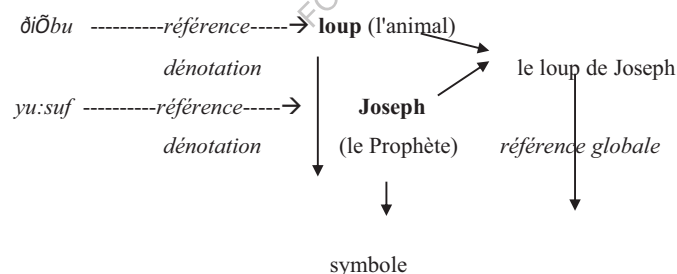 ðiÕbu ----------référence-----→ loup (l'animal)
dénotation
le loup de Joseph
yu:suf ----------référence-----→ Joseph
dénotation (le Prophète) référence globale
symbole